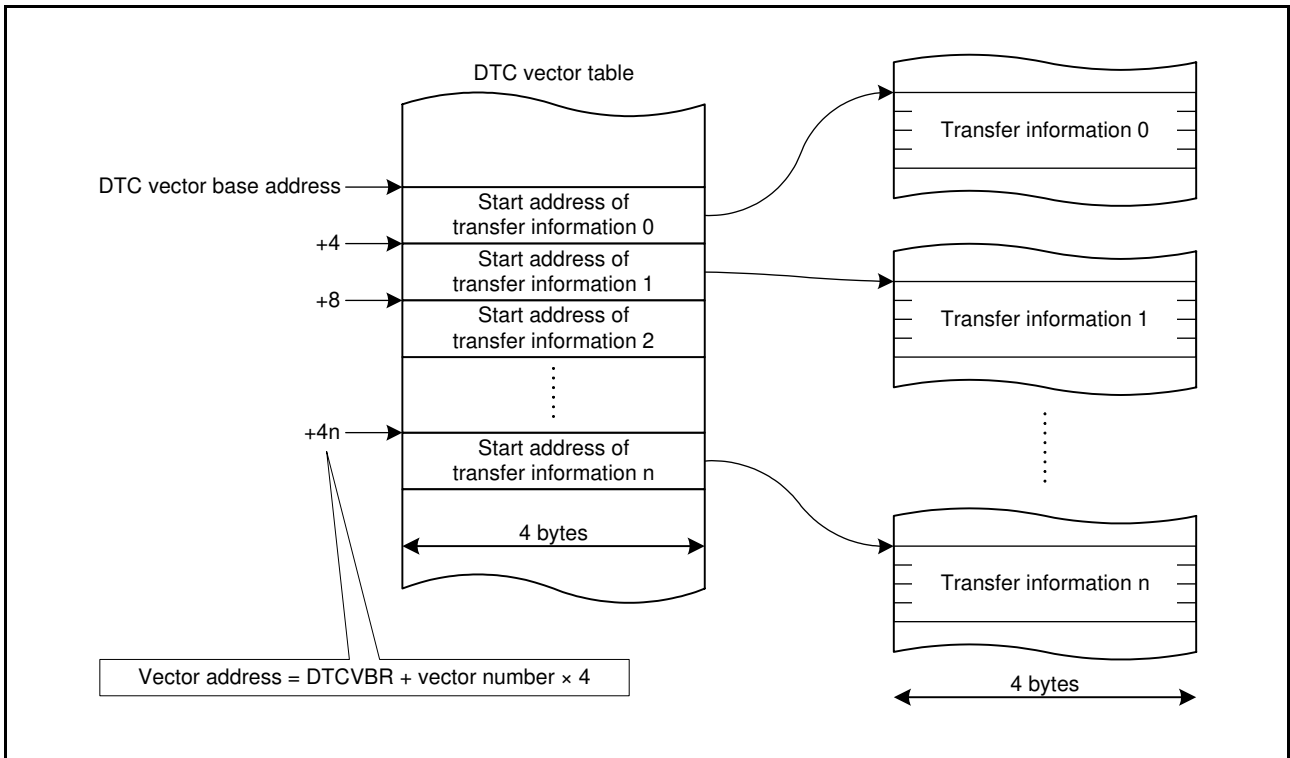 DTC vector table
DTC vector base address
Start address of
transfer information 0
+4
Start address of
transfer information 1
+8
Start address of
transfer information 2
+4n
Start address of
transfer information n
4 bytes
Vector address = DTCVBR + vector number × 4
Transfer information 0
Transfer information 1
Transfer information n
4 bytes